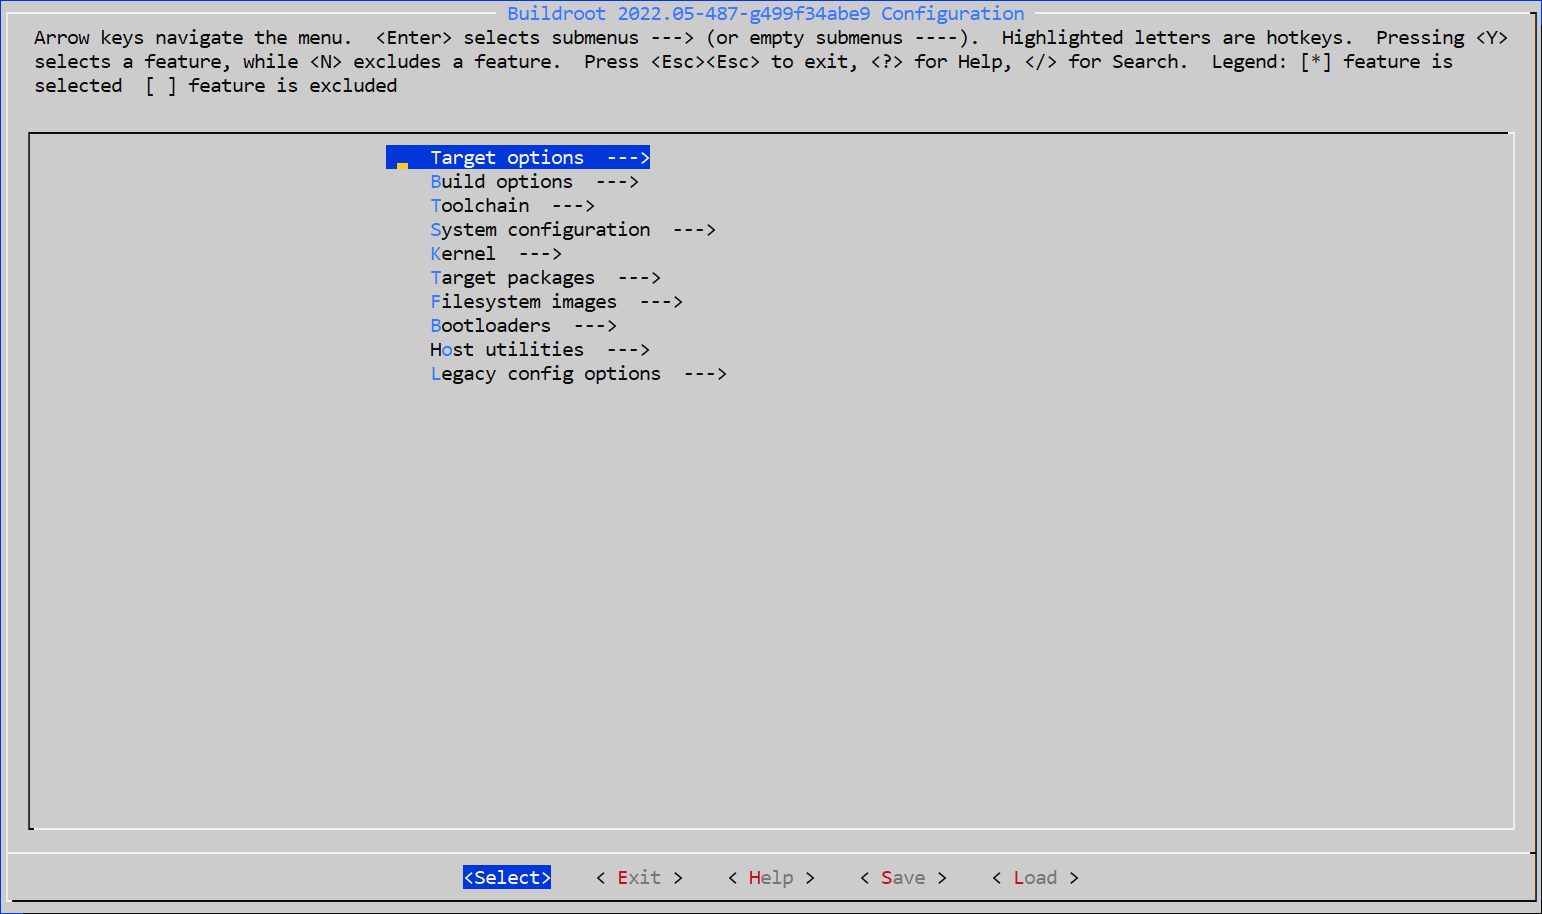 Buildroot 2022.05-487-g499f34abe9 Configuration
Arrow keys navigate the menu.  <Enter> selects submenus ---> (or empty submenus ----).  Highlighted letters are hotkeys.  Pressing <Y>
selects a feature, while <N> excludes a feature.  Press <Esc><Esc> to exit, <?> for Help, </> for Search.  Legend: [*] feature is
selected  [ ] feature is excluded
Target options  --->
Build options  --->
Toolchain  --->
System configuration  --->
Kernel  --->
Target packages  --->
Filesystem images  --->
Bootloaders  --->
Host utilities  --->
Legacy config options  --->
<Select>    < Exit >    < Help >    < Save >    < Load >